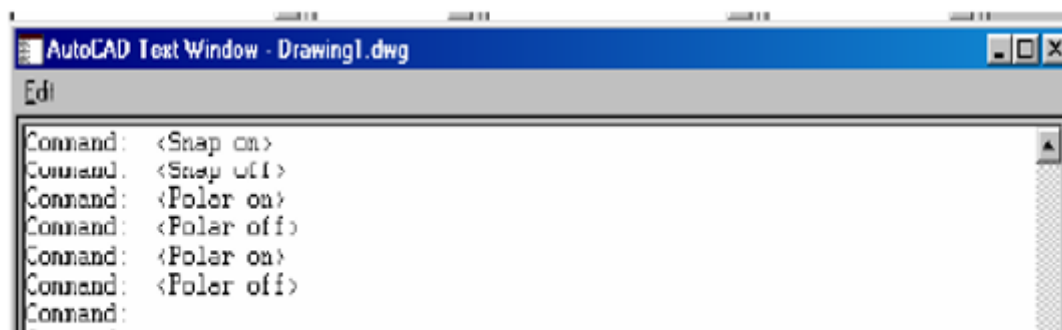 AutoCAD Text Window - Drawing1.dwg
Edit
Command: <Snap on>
Command: <Snap off>
Command: <Polar on>
Command: <Polar off>
Command: <Polar on>
Command: <Polar off>
Command: